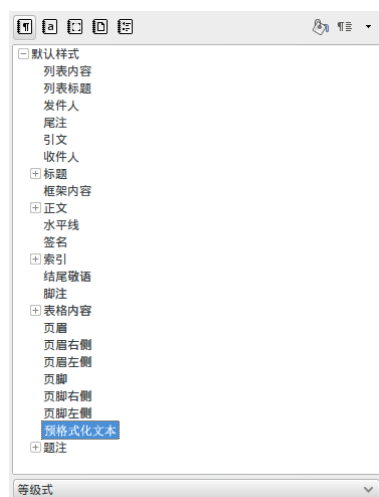 默认样式
列表内容
列表标题
发件人
尾注
引文
收件人
标题
框架内容
正文
水平线
签名
索引
结尾敬语
脚注
表格内容
页眉
页眉右侧
页眉左侧
页脚
页脚右侧
页脚左侧
预格式化文本
题注
等级式